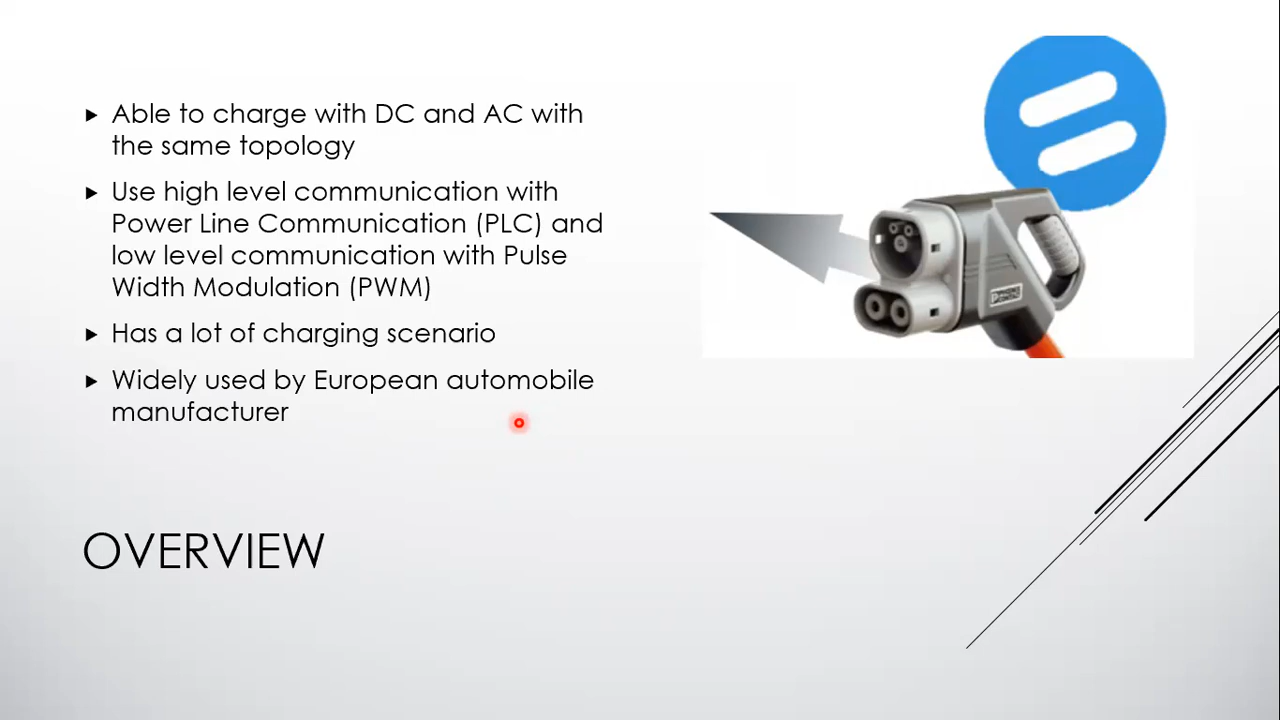 Able to charge with DC and AC with
the same topology
Use high level communication with
Power Line Communication (PLC) and
low level communication with Pulse
Width Modulation (PWM)
Has a lot of charging scenario
Widely used by European automobile
manufacturer
OVERVIEW